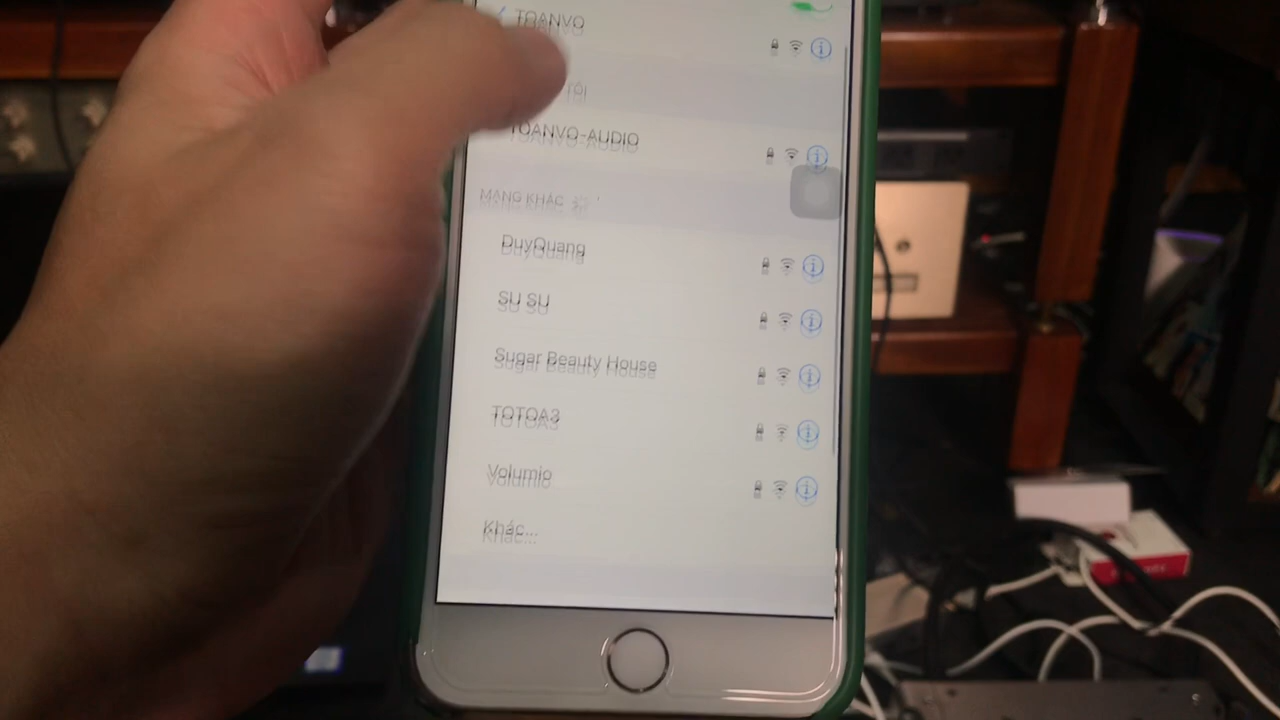 TOANVO
TOANVO-AUDIO
MẠNG KHÁC
DuyQuang
SU SU
Sugar Beauty House
TOTOA3
Volumio
Khác...